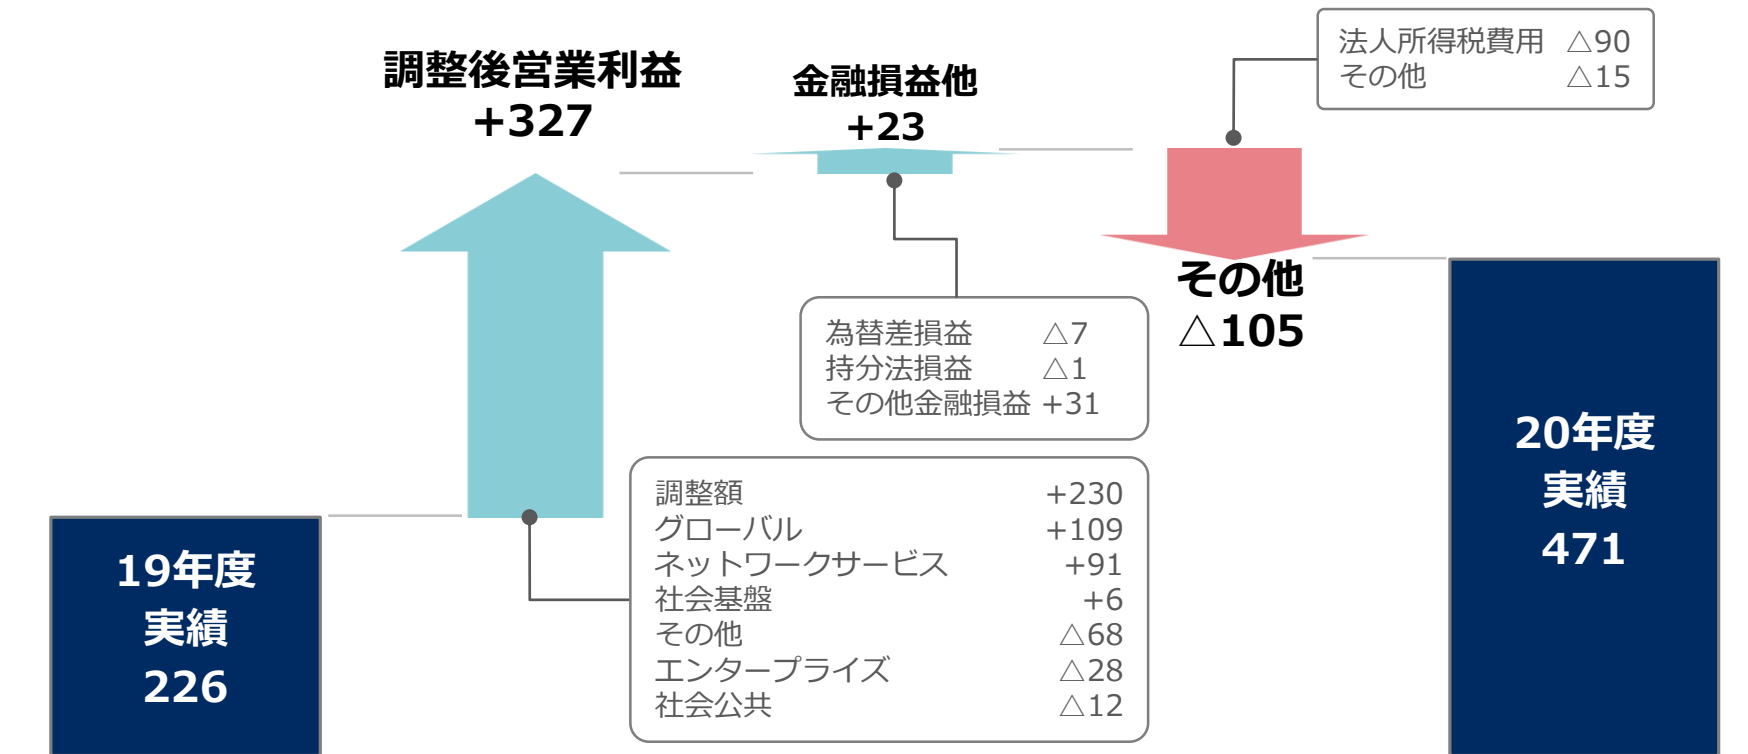 調整後営業利益
+327
金融損益他
+23
法人所得税費用 △90
その他 △15
その他
△105
為替差損益 △7
持分法損益 △1
その他金融損益 +31
調整額 +230
グローバル +109
ネットワークサービス +91
社会基盤 +6
その他 △68
エンタープライズ △28
社会公共 △12
19年度
実績
226
20年度
実績
471